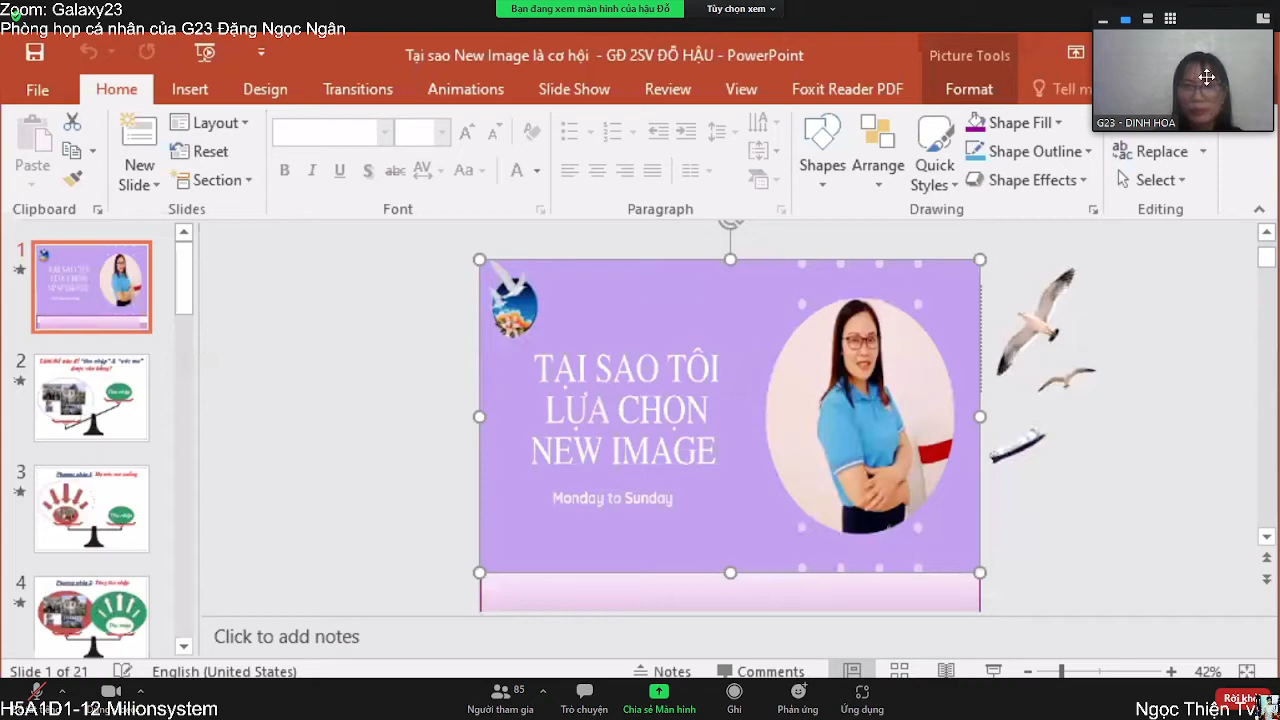 Zoom: Galaxy23
Phòng họp cá nhân của G23 Đặng Ngọc Ngân
Bạn đang xem màn hình của hậu Đỗ
Tùy chọn xem
Tại sao New Image là cơ hội - GĐ 2SV ĐỖ HẬU - PowerPoint
Picture Tools
File
Home
Insert
Design
Transitions
Animations
Slide Show
Review
View
Foxit Reader PDF
Format
Tell m
G23 - DINH HOA
Paste
Clipboard
New
Slide
Layout
Reset
Section
Slides
Font
Paragraph
Shapes
Arrange
Quick
Styles
Shape Fill
Shape Outline
Shape Effects
Drawing
Replace
Select
Editing
1
2
3
4
TẠI SAO TÔI
LỰA CHỌN
NEW IMAGE
Monday to Sunday
Click to add notes
Slide 1 of 21
English (United States)
Notes
Comments
42%
H5A1D1-12 Milionsystem
85
Người tham gia
Trò chuyện
Chia sẻ Màn hình
Ghi
Phản ứng
Ứng dụng
Ngọc Thiên Tv